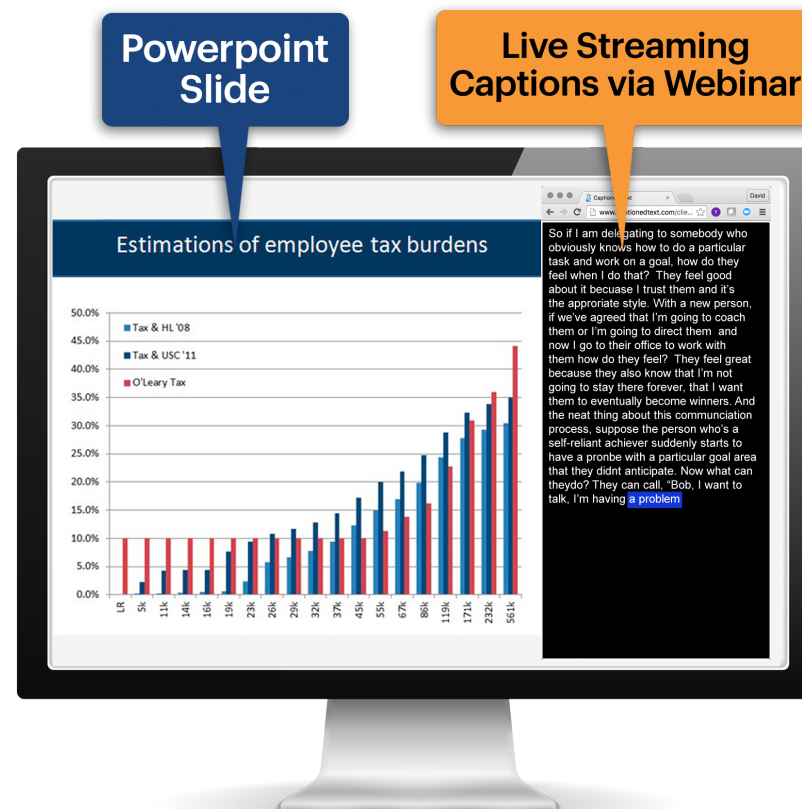 Powerpoint
Slide
Live Streaming
Captions via Webinar
Estimations of employee tax burdens
50.0%
45.0%
40.0%
35.0%
30.0%
25.0%
20.0%
15.0%
10.0%
5.0%
0.0%
Tax & HL '08
Tax & USC '11
O'Leary Tax
LR
5k
11k
14k
16k
19k
23k
26k
29k
32k
37k
45k
55k
67k
86k
119k
171k
232k
561k
David
So if I am delegating to somebody who
obviously knows how to do a particular
task and work on a goal, how do they
feel when I do that? They feel good
about it becuase I trust them and it's
the approriate style. With a new person,
if we've agreed that I'm going to coach
them or I'm going to direct them and
now I go to their office to work with
them how do they feel? They feel great
because they also know that I'm not
going to stay there forever, that I want
them to eventually become winners. And
the neat thing about this communciation
process, suppose the person who's a
self-reliant achiever suddenly starts to
have a pronbe with a particular goal area
that they didnt anticipate. Now what can
theydo? They can call, “Bob, I want to
talk, I'm having a problem